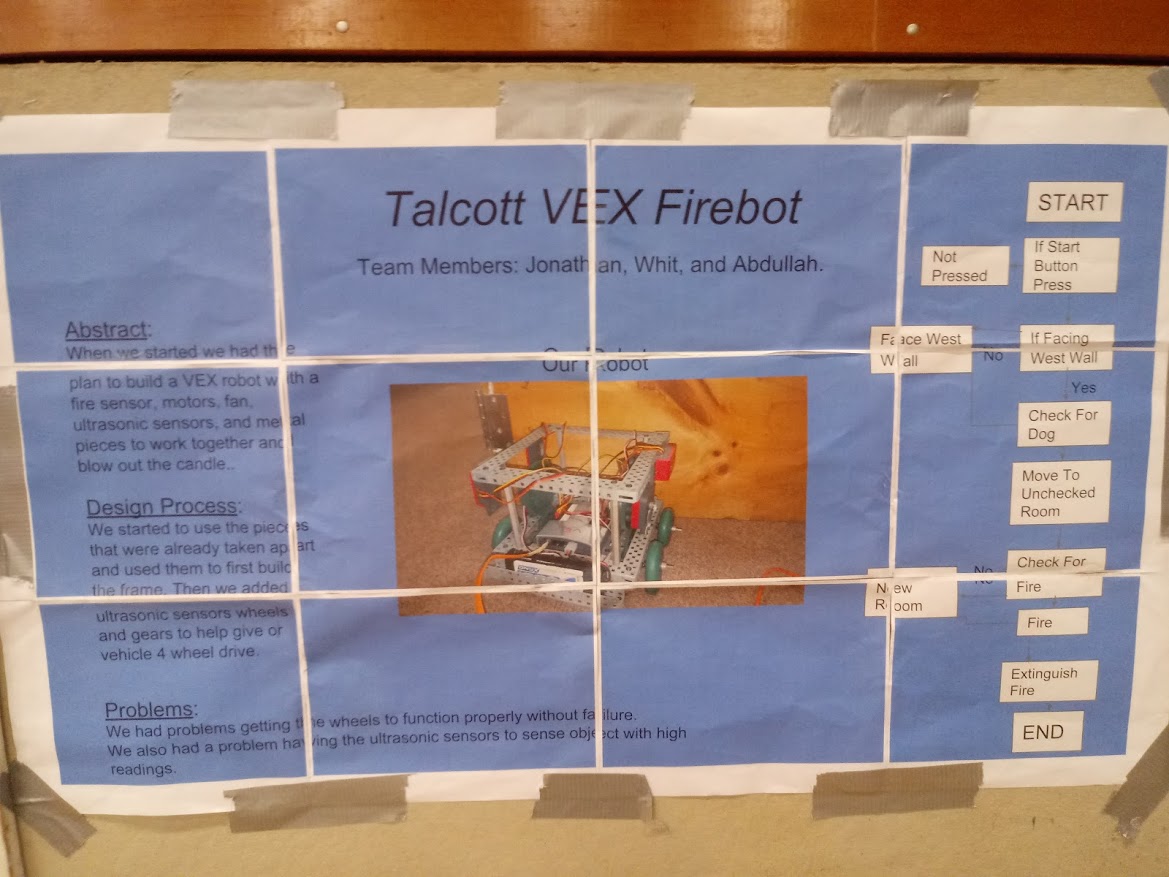 Talcott VEX Firebot
Team Members: Jonathan, Whit, and Abdullah.
Abstract:
When we started we had the
plan to build a VEX robot with a
fire sensor, motors, fan,
ultrasonic sensors, and metal
pieces to work together and
blow out the candle..
Design Process:
We started to use the pieces
that were already taken apart
and used them to first build
the frame. Then we added
ultrasonic sensors wheels
and gears to help give or
vehicle 4 wheel drive.
Problems:
We had problems getting the wheels to function properly without failure.
We also had a problem having the ultrasonic sensors to sense object with high
readings.
Our Robot
START
If Start
Button
Press
Not
Pressed
If Facing
West Wall
No
Face West
Wall
Yes
Check For
Dog
Move To
Unchecked
Room
Check For
Fire
No
New
Room
Fire
Extinguish
Fire
END